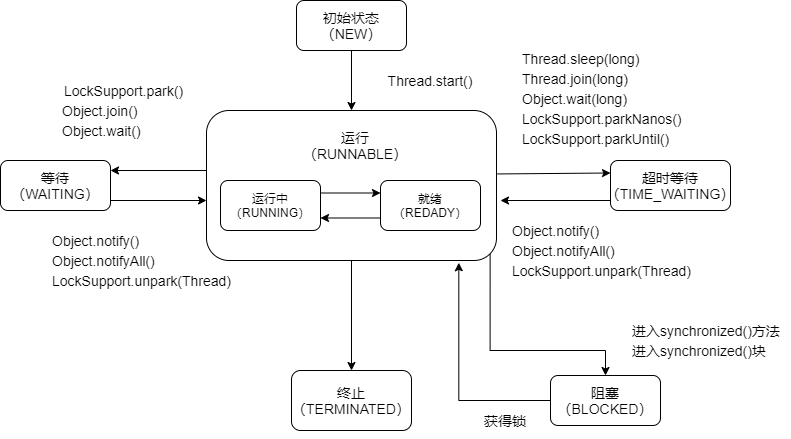 初始状态
（NEW）
Thread.start()
LockSupport.park()
Object.join()
Object.wait()
Thread.sleep(long)
Thread.join(long)
Object.wait(long)
LockSupport.parkNanos()
LockSupport.parkUntil()
运行
（RUNNABLE）
等待
（WAITING）
运行中
（RUNNING）
就绪
（REDADY）
超时等待
（TIME_WAITING）
Object.notify()
Object.notifyAll()
LockSupport.unpark(Thread)
Object.notify()
Object.notifyAll()
LockSupport.unpark(Thread)
进入synchronized()方法
进入synchronized()块
终止
（TERMINATED）
阻塞
（BLOCKED）
获得锁